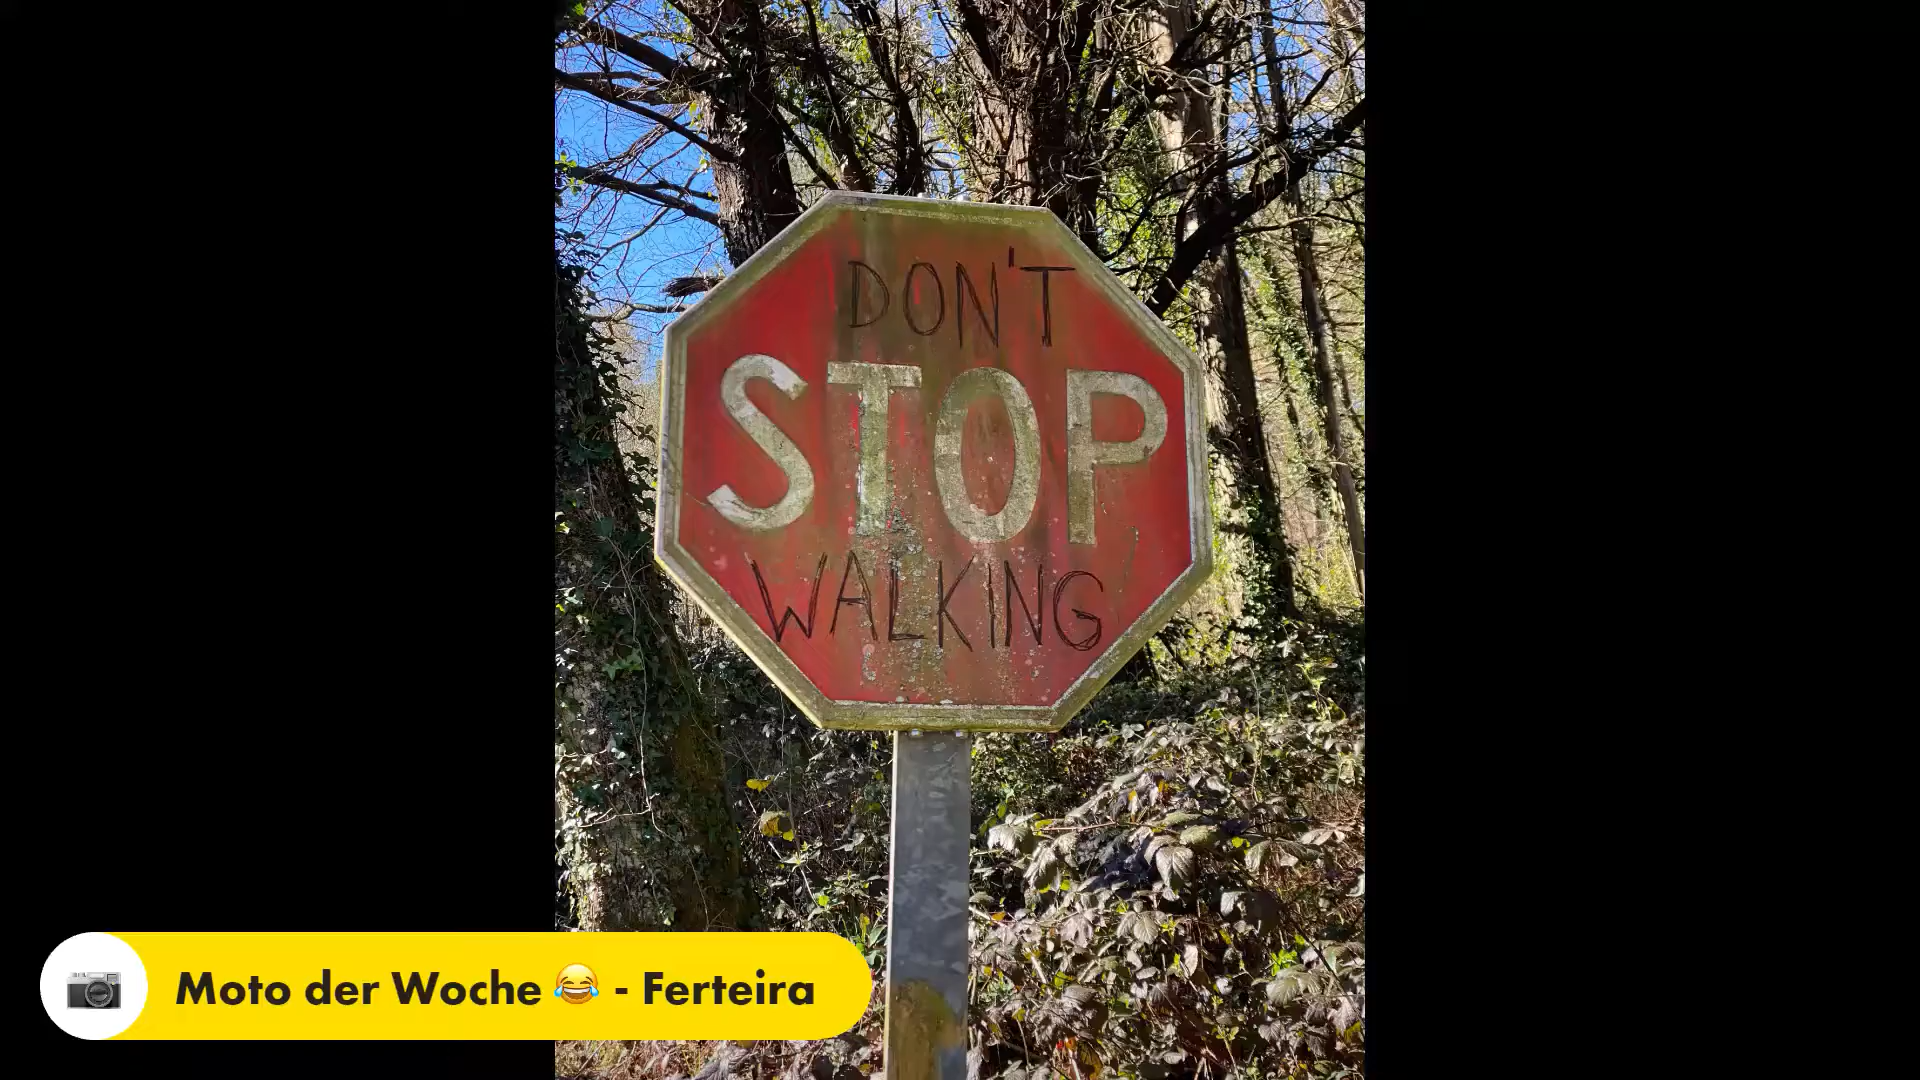 DON'T
STOP
WALKING
Moto der Woche 😂 - Ferteira